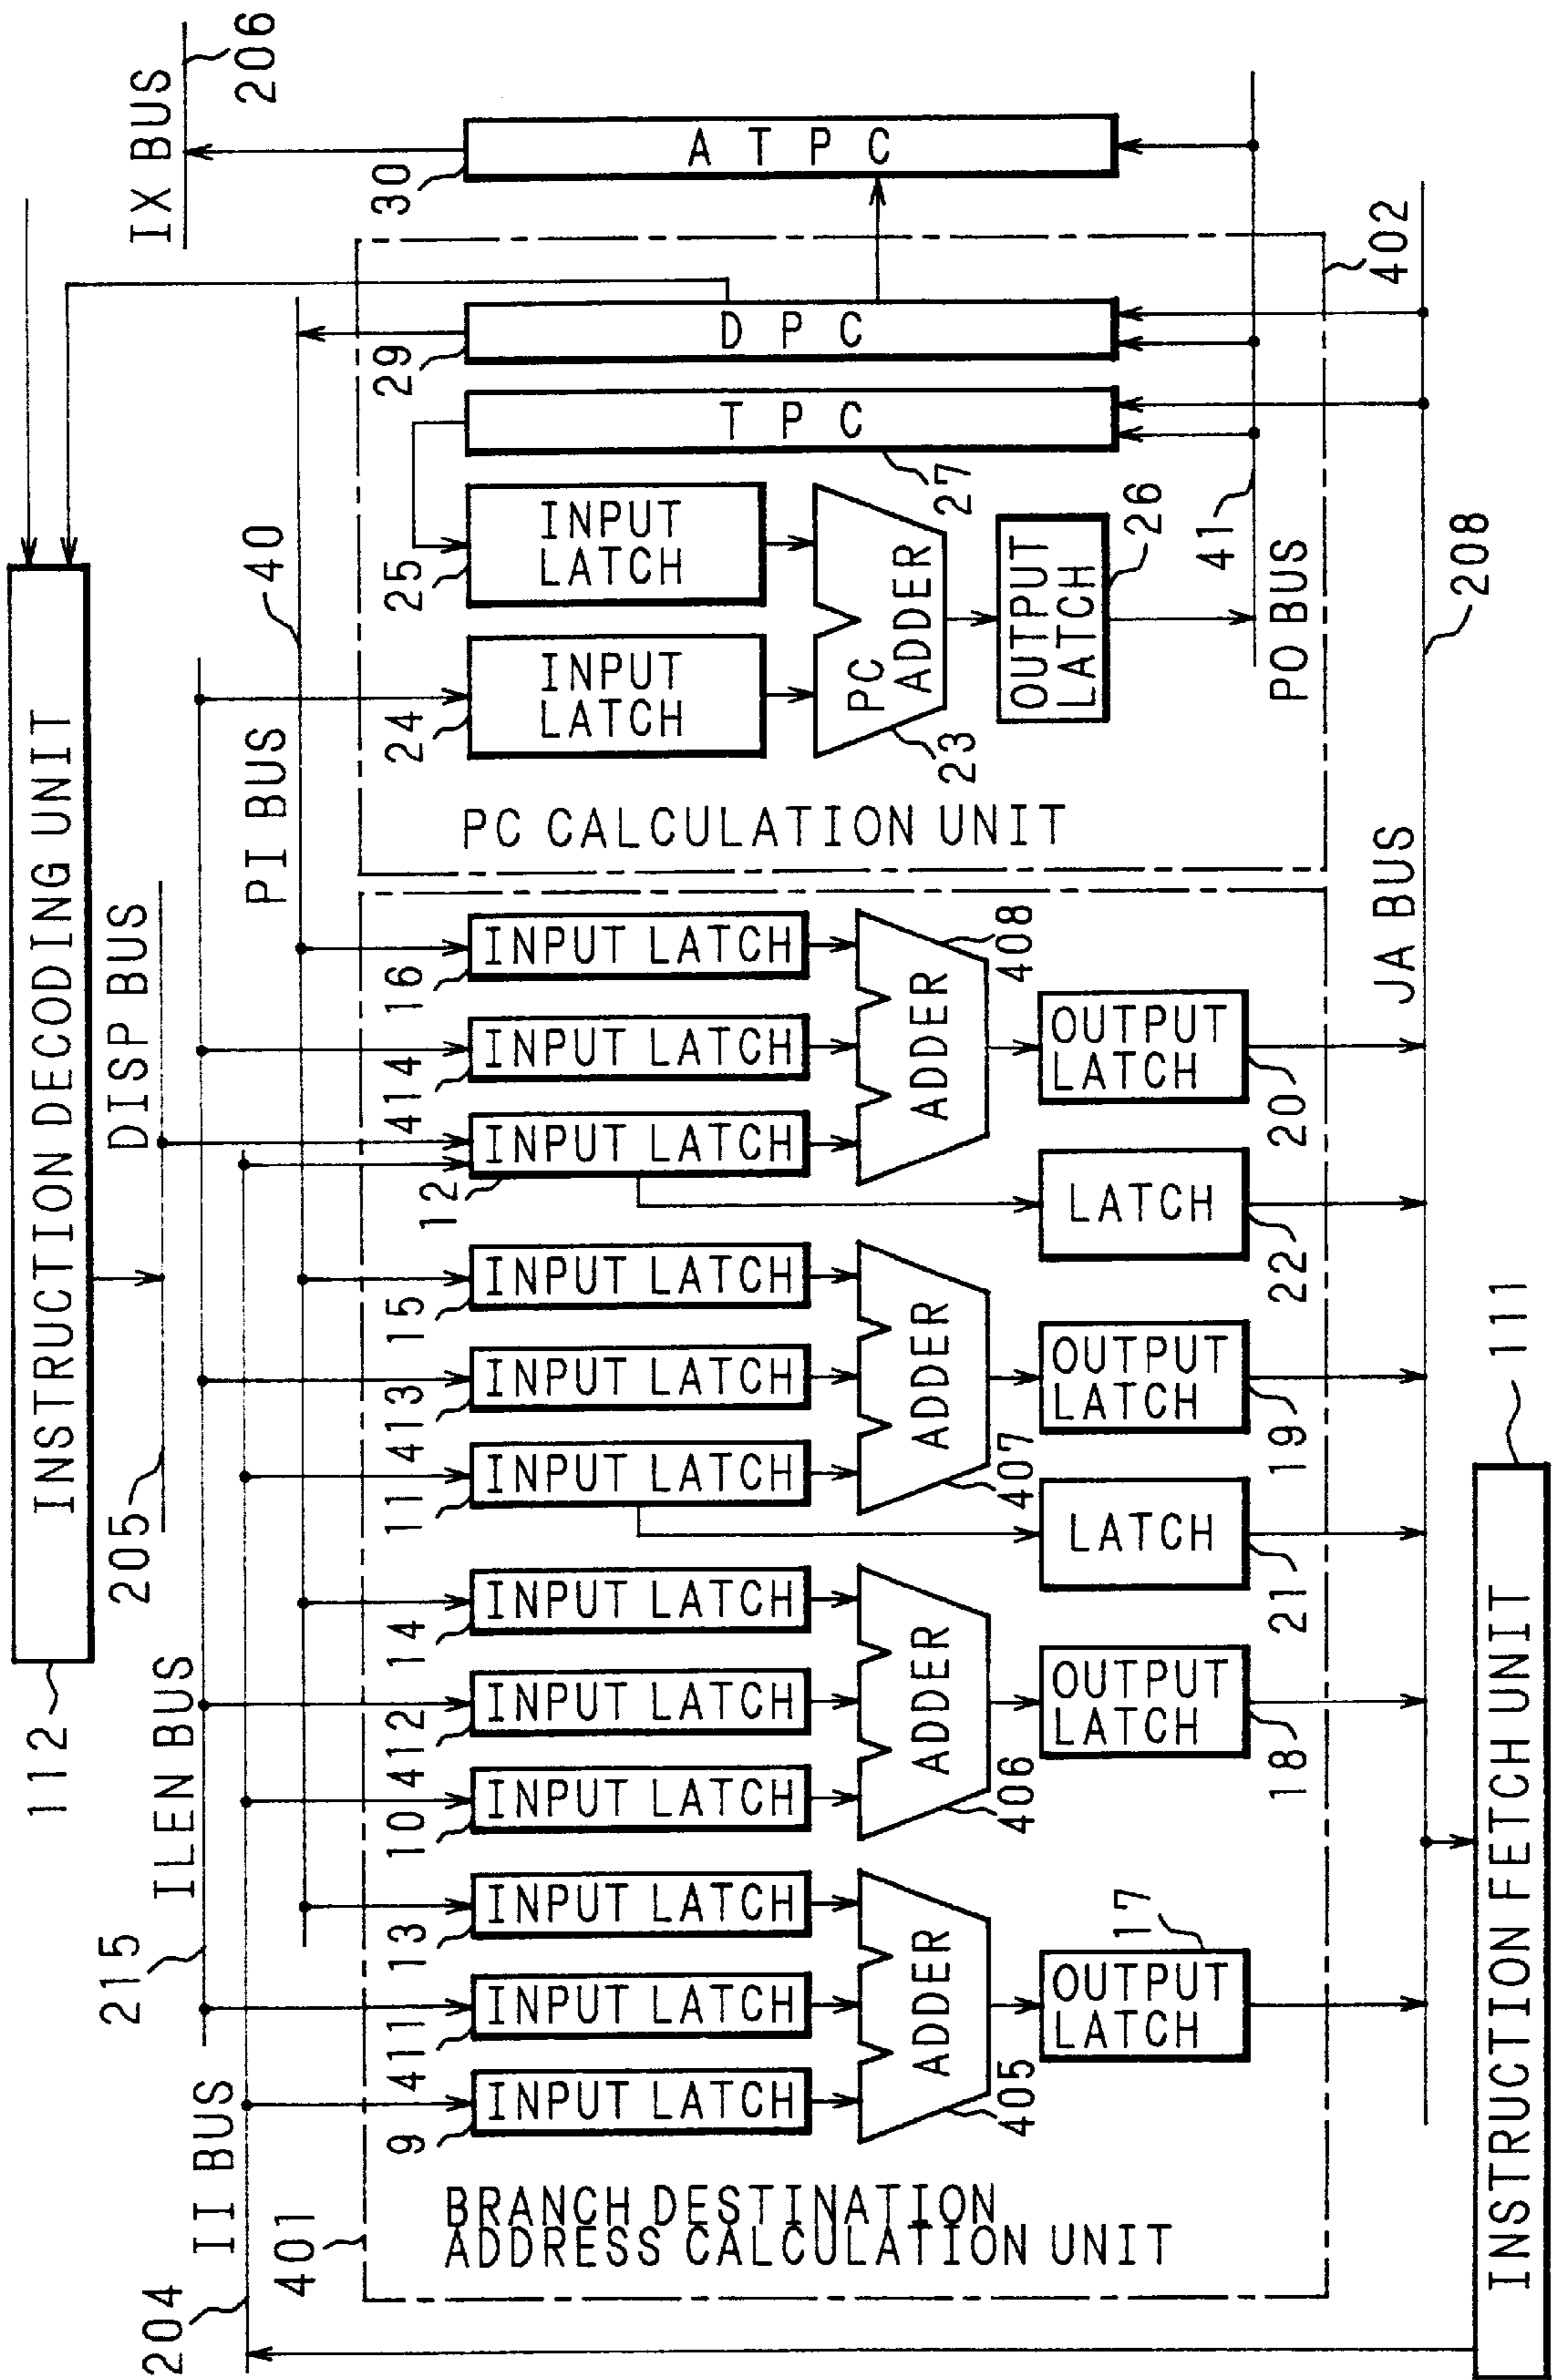 112
INSTRUCTION DECODING UNIT
205
DISP BUS
IX BUS
206
215
ILEN BUS
204
II BUS
PI BUS
40
401
9
INPUT LATCH
411
INPUT LATCH
13
INPUT LATCH
10
INPUT LATCH
412
INPUT LATCH
14
INPUT LATCH
11
INPUT LATCH
413
INPUT LATCH
15
INPUT LATCH
12
INPUT LATCH
414
INPUT LATCH
16
INPUT LATCH
24
INPUT
LATCH
25
INPUT
LATCH
TPC
27
29
DPC
30
ATPC
ADDER
405
ADDER
406
ADDER
407
ADDER
408
PC
ADDER
23
OUTPUT
LATCH
17
OUTPUT
LATCH
18
LATCH
21
OUTPUT
LATCH
19
LATCH
22
OUTPUT
LATCH
20
OUTPUT
LATCH
26
BRANCH DESTINATION
ADDRESS CALCULATION UNIT
PC CALCULATION UNIT
41
PO BUS
402
JA BUS
208
INSTRUCTION FETCH UNIT
111